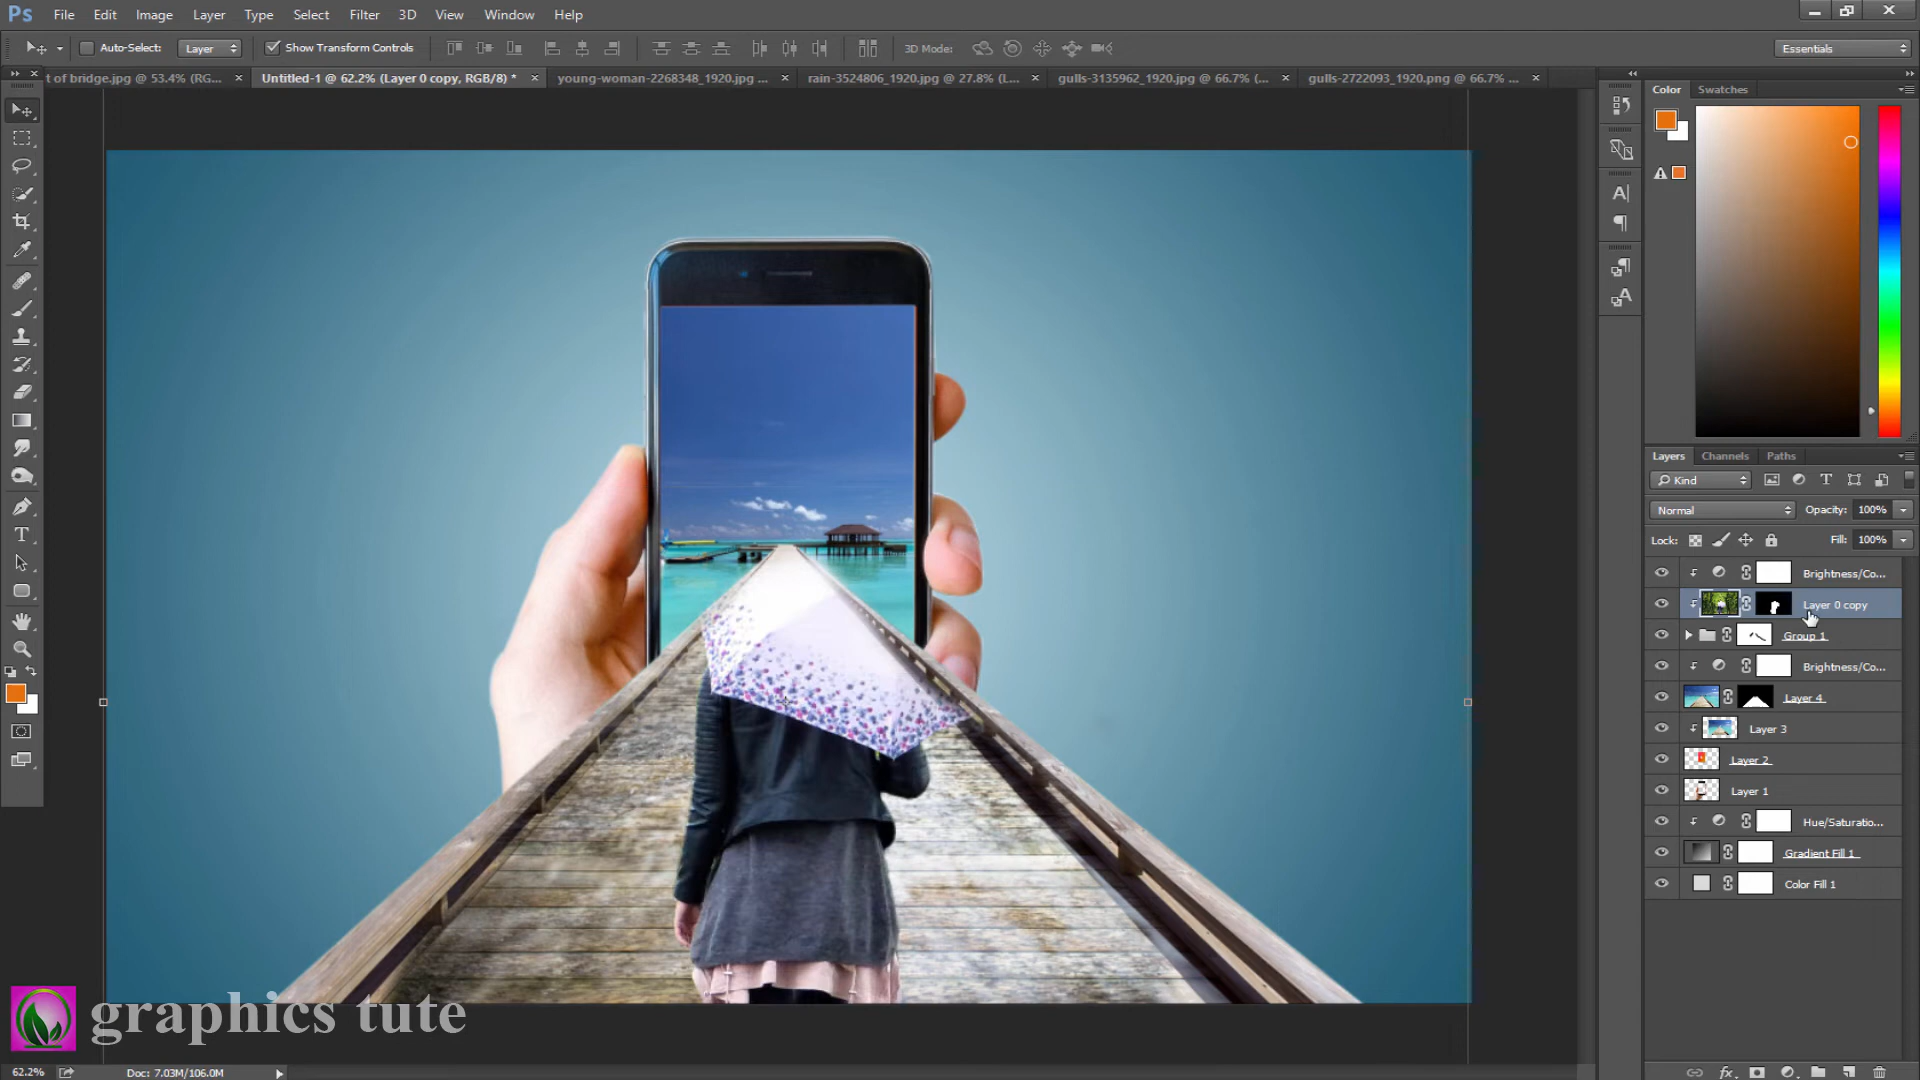 Ps File Edit Image Layer Type Select Filter 3D View Window Help
Auto-Select: Layer Show Transform Controls 3D Mode: Essentials
t of bridge.jpg @ 53.4% (RG... Untitled-1 @ 62.2% (Layer 0 copy, RGB/8) * young-woman-2268348_1920.jpg ... rain-3524806_1920.jpg @ 27.8% (L... gulls-3135962_1920.jpg @ 66.7% (... gulls-2722093_1920.png @ 66.7% ...
Color Swatches
Layers Channels Paths
Kind
Normal Opacity: 100%
Lock: Fill: 100%
Brightness/Co...
Layer 0 copy
Group 1
Brightness/Co...
Layer 4
Layer 3
Layer 2
Layer 1
Hue/Saturatio...
Gradient Fill 1
Color Fill 1
graphics tute
62.2% Doc: 7.03M/106.0M